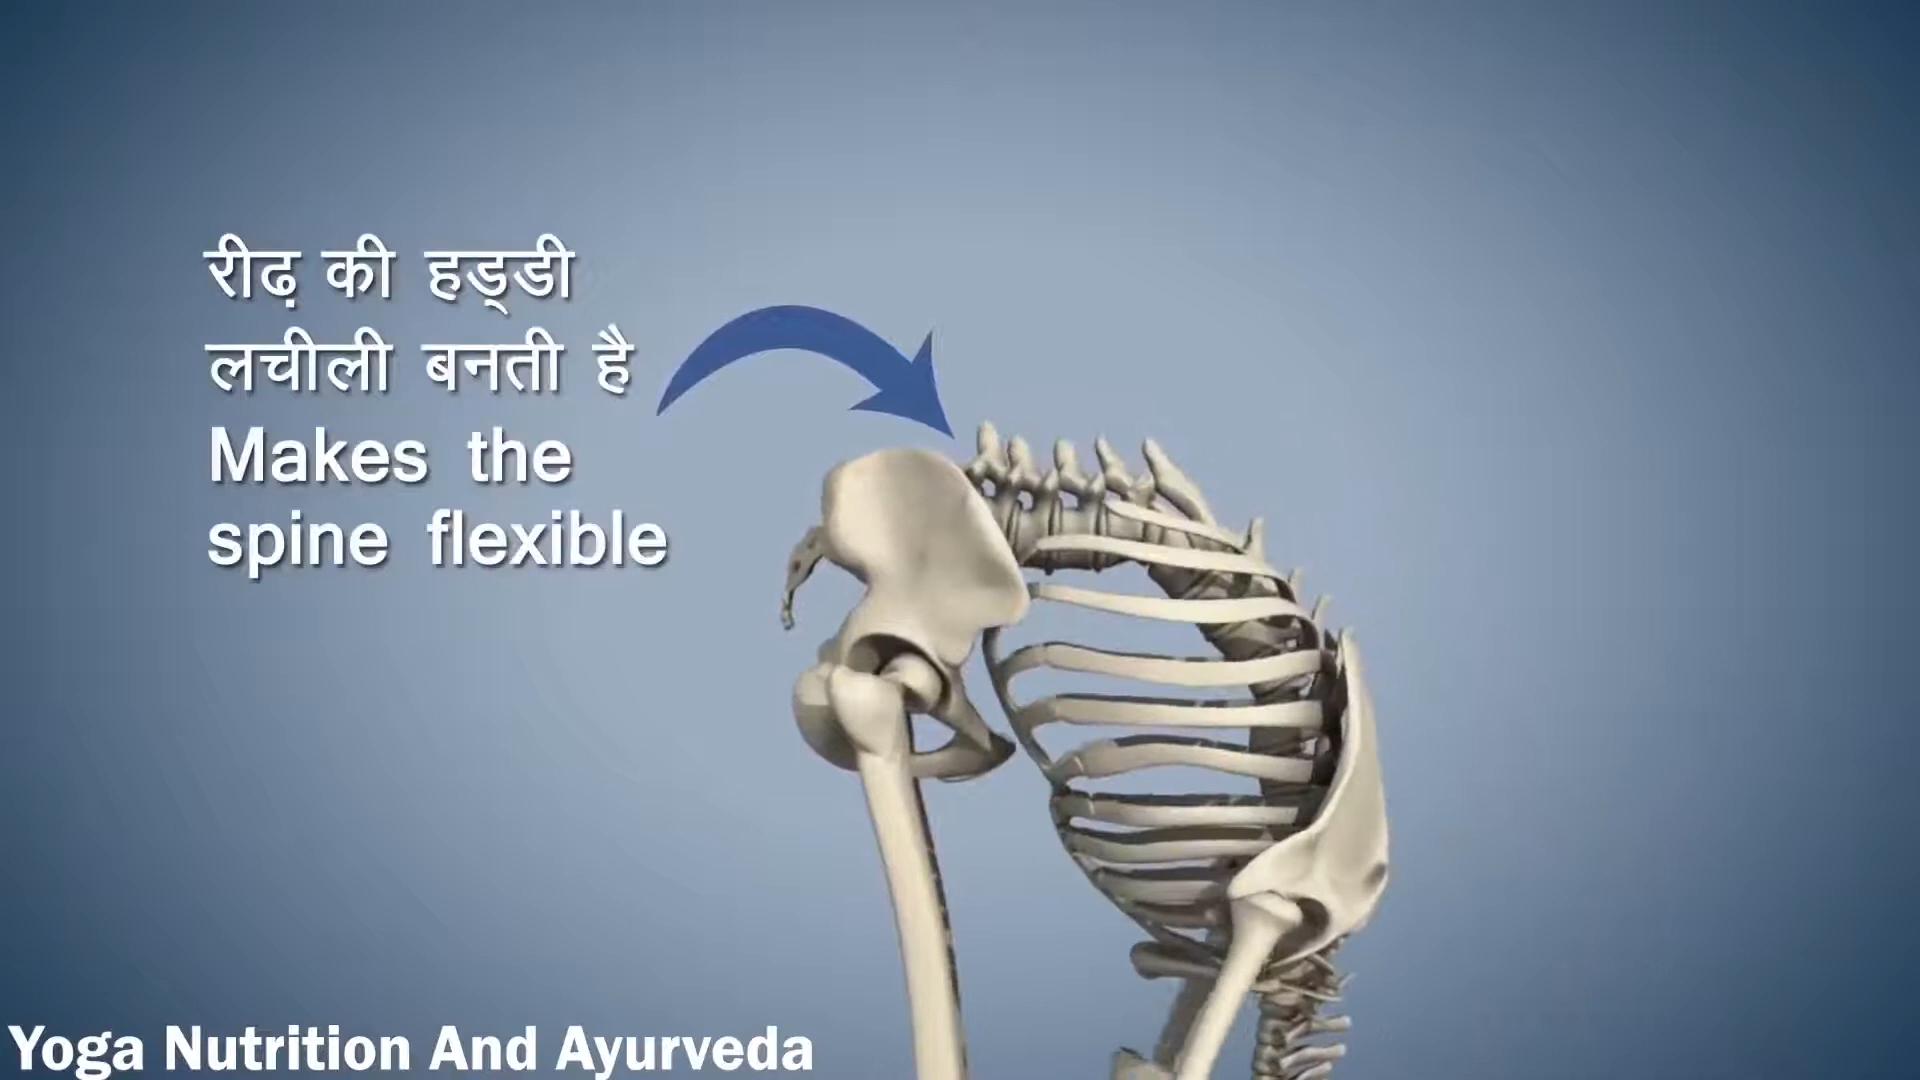 रीढ़ की हड्डी
लचीली बनती है
Makes the
spine flexible
Yoga Nutrition And Ayurveda